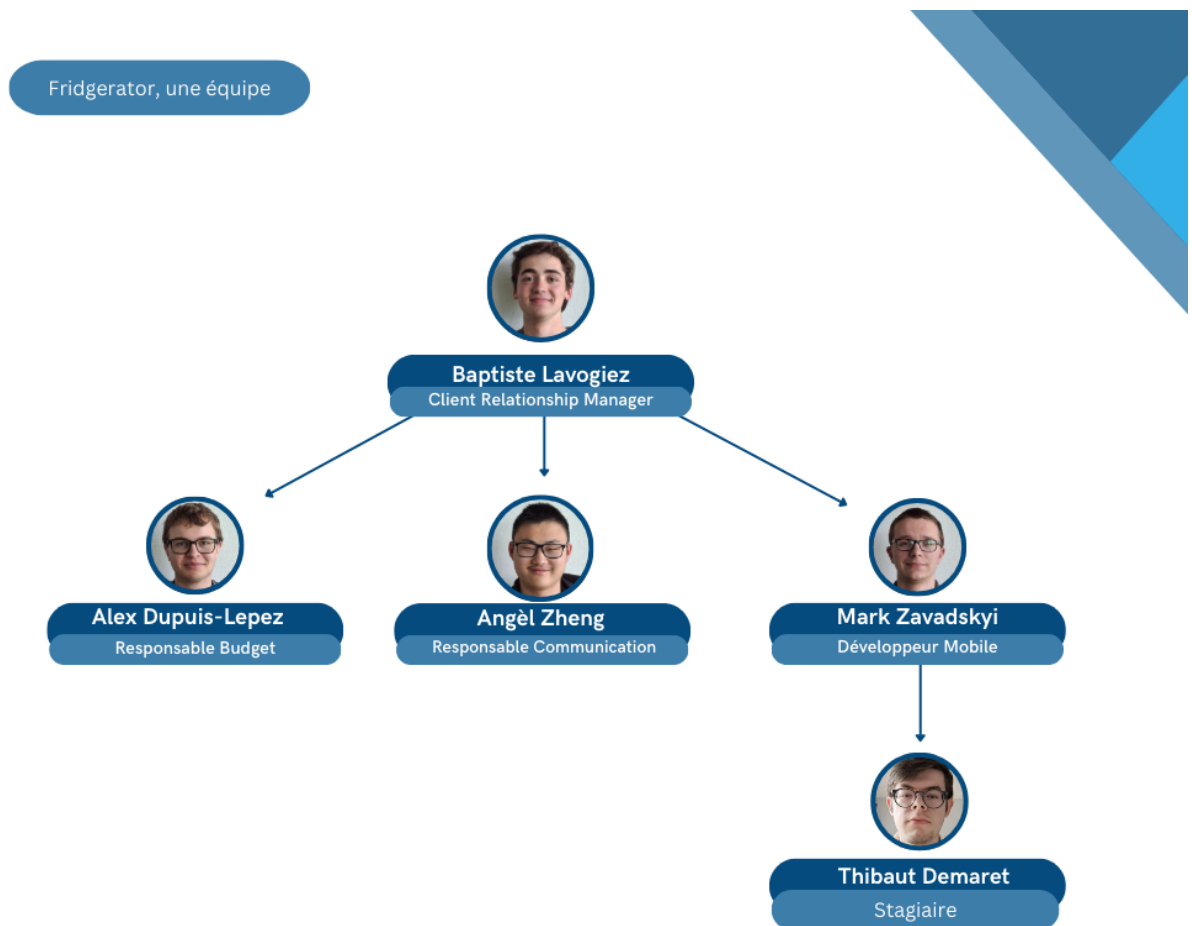 Fridgerator, une équipe
Baptiste Lavogiez
Client Relationship Manager
Alex Dupuis-Lepez
Responsable Budget
Angèl Zheng
Responsable Communication
Mark Zavadskyi
Développeur Mobile
Thibaut Demaret
Stagiaire